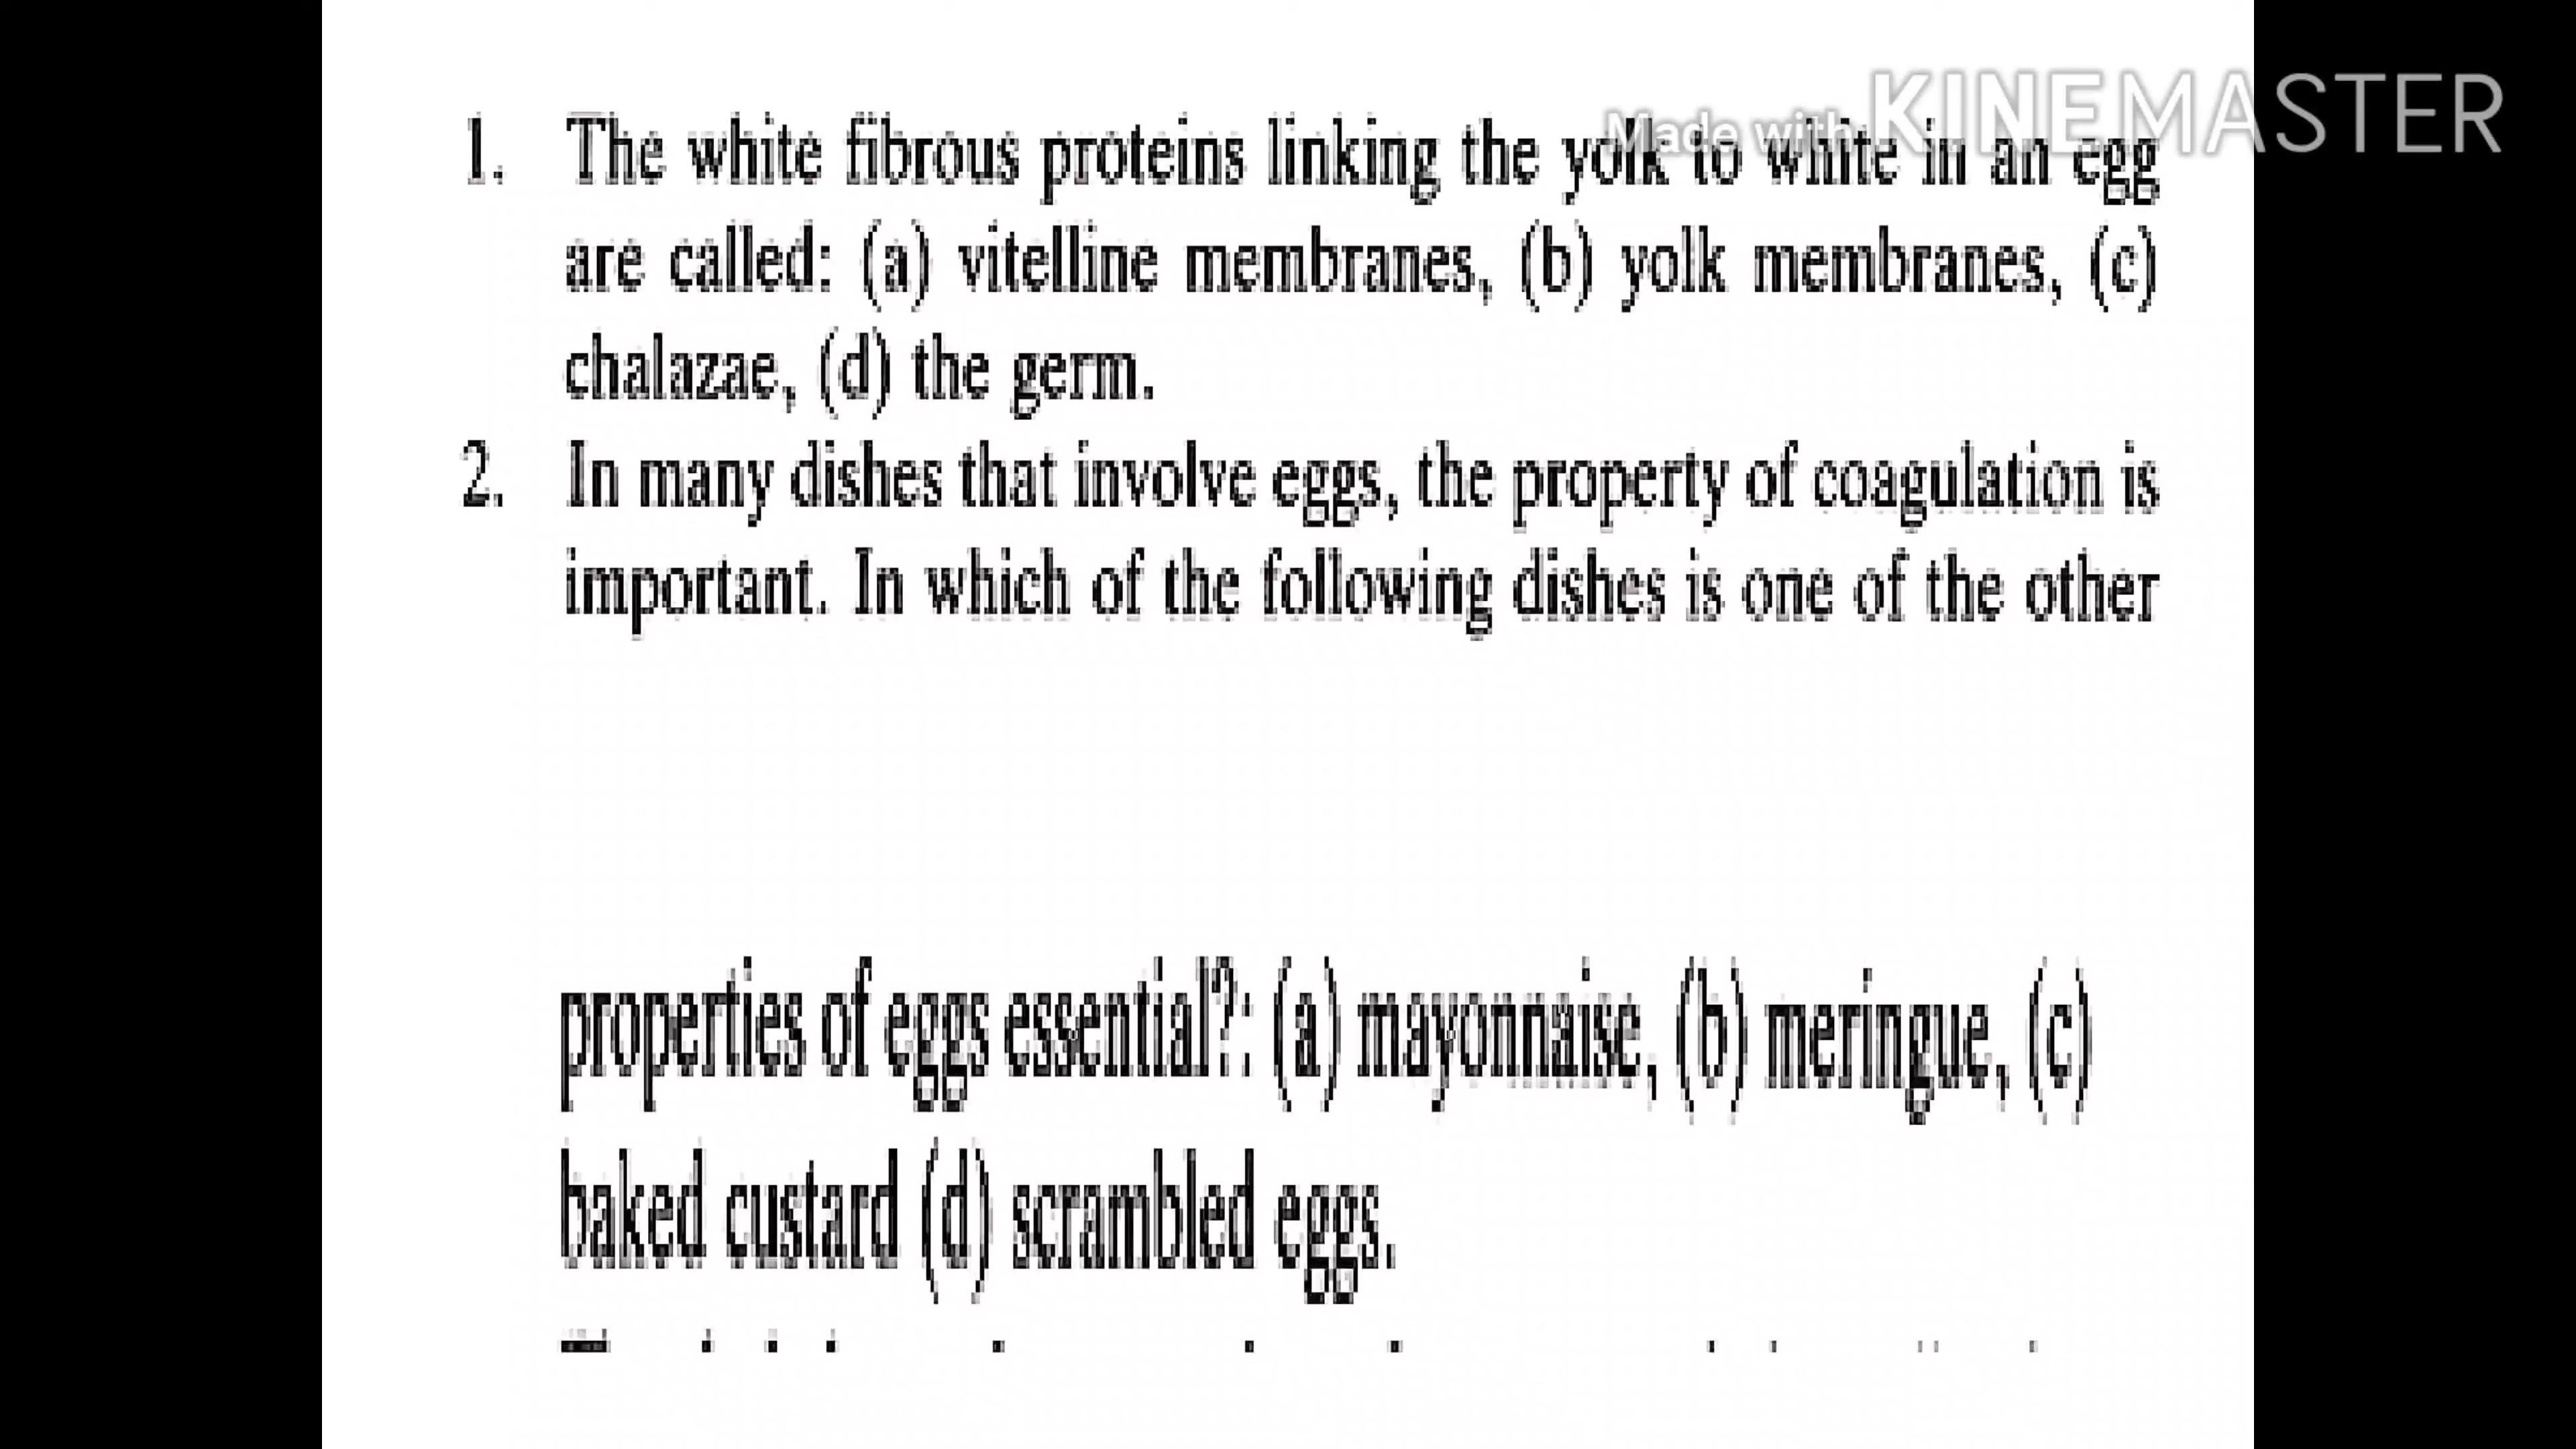 Made with KINEMASTER
1. The white fibrous proteins linking the yolk to white in an egg
are called: (a) vitelline membranes, (b) yolk membranes, (c)
chalazae, (d) the germ.
2. In many dishes that involve eggs, the property of coagulation is
important. In which of the following dishes is one of the other
properties of eggs essential?: (a) mayonnaise, (b) meringue, (c)
baked custard (d) scrambled eggs.